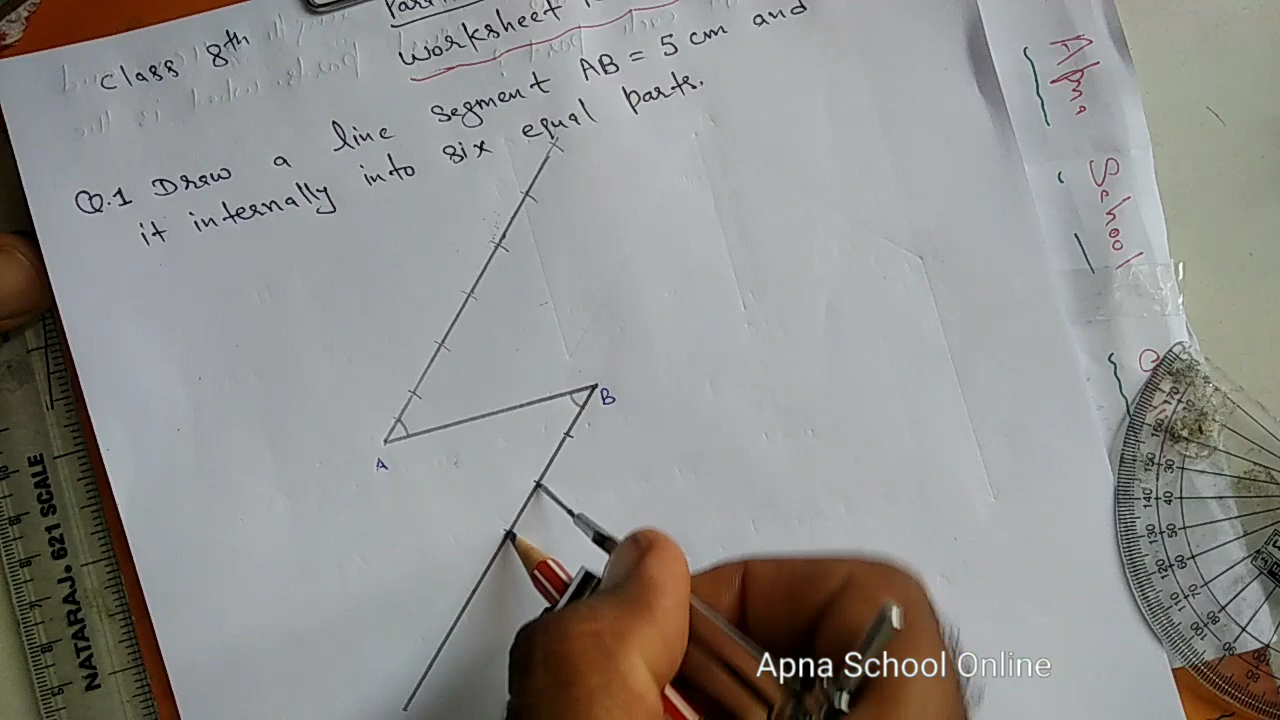 Class 8th
Worksheet
Q.1 Draw a line segment AB = 5 cm and
it internally into six equal parts.
A
B
Apna School
NATARAJ. 621 SCALE
Apna School Online